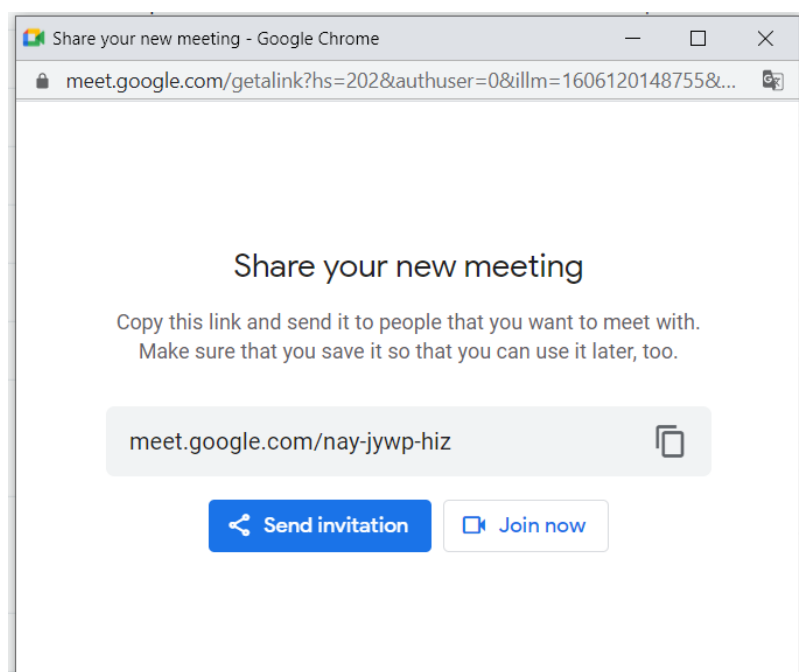 Share your new meeting - Google Chrome
meet.google.com/getalink?hs=202&authuser=0&illm=1606120148755&...
Share your new meeting
Copy this link and send it to people that you want to meet with.
Make sure that you save it so that you can use it later, too.
meet.google.com/nay-jywp-hiz
Send invitation
Join now